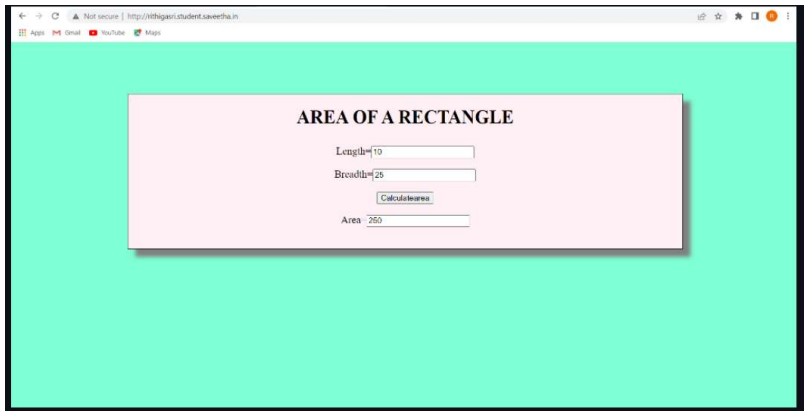 Not secure | http://rithigasri.student.saveetha.in
Apps Gmail YouTube Maps
AREA OF A RECTANGLE
Length=10
Breadth=25
Calculatearea
Area=250